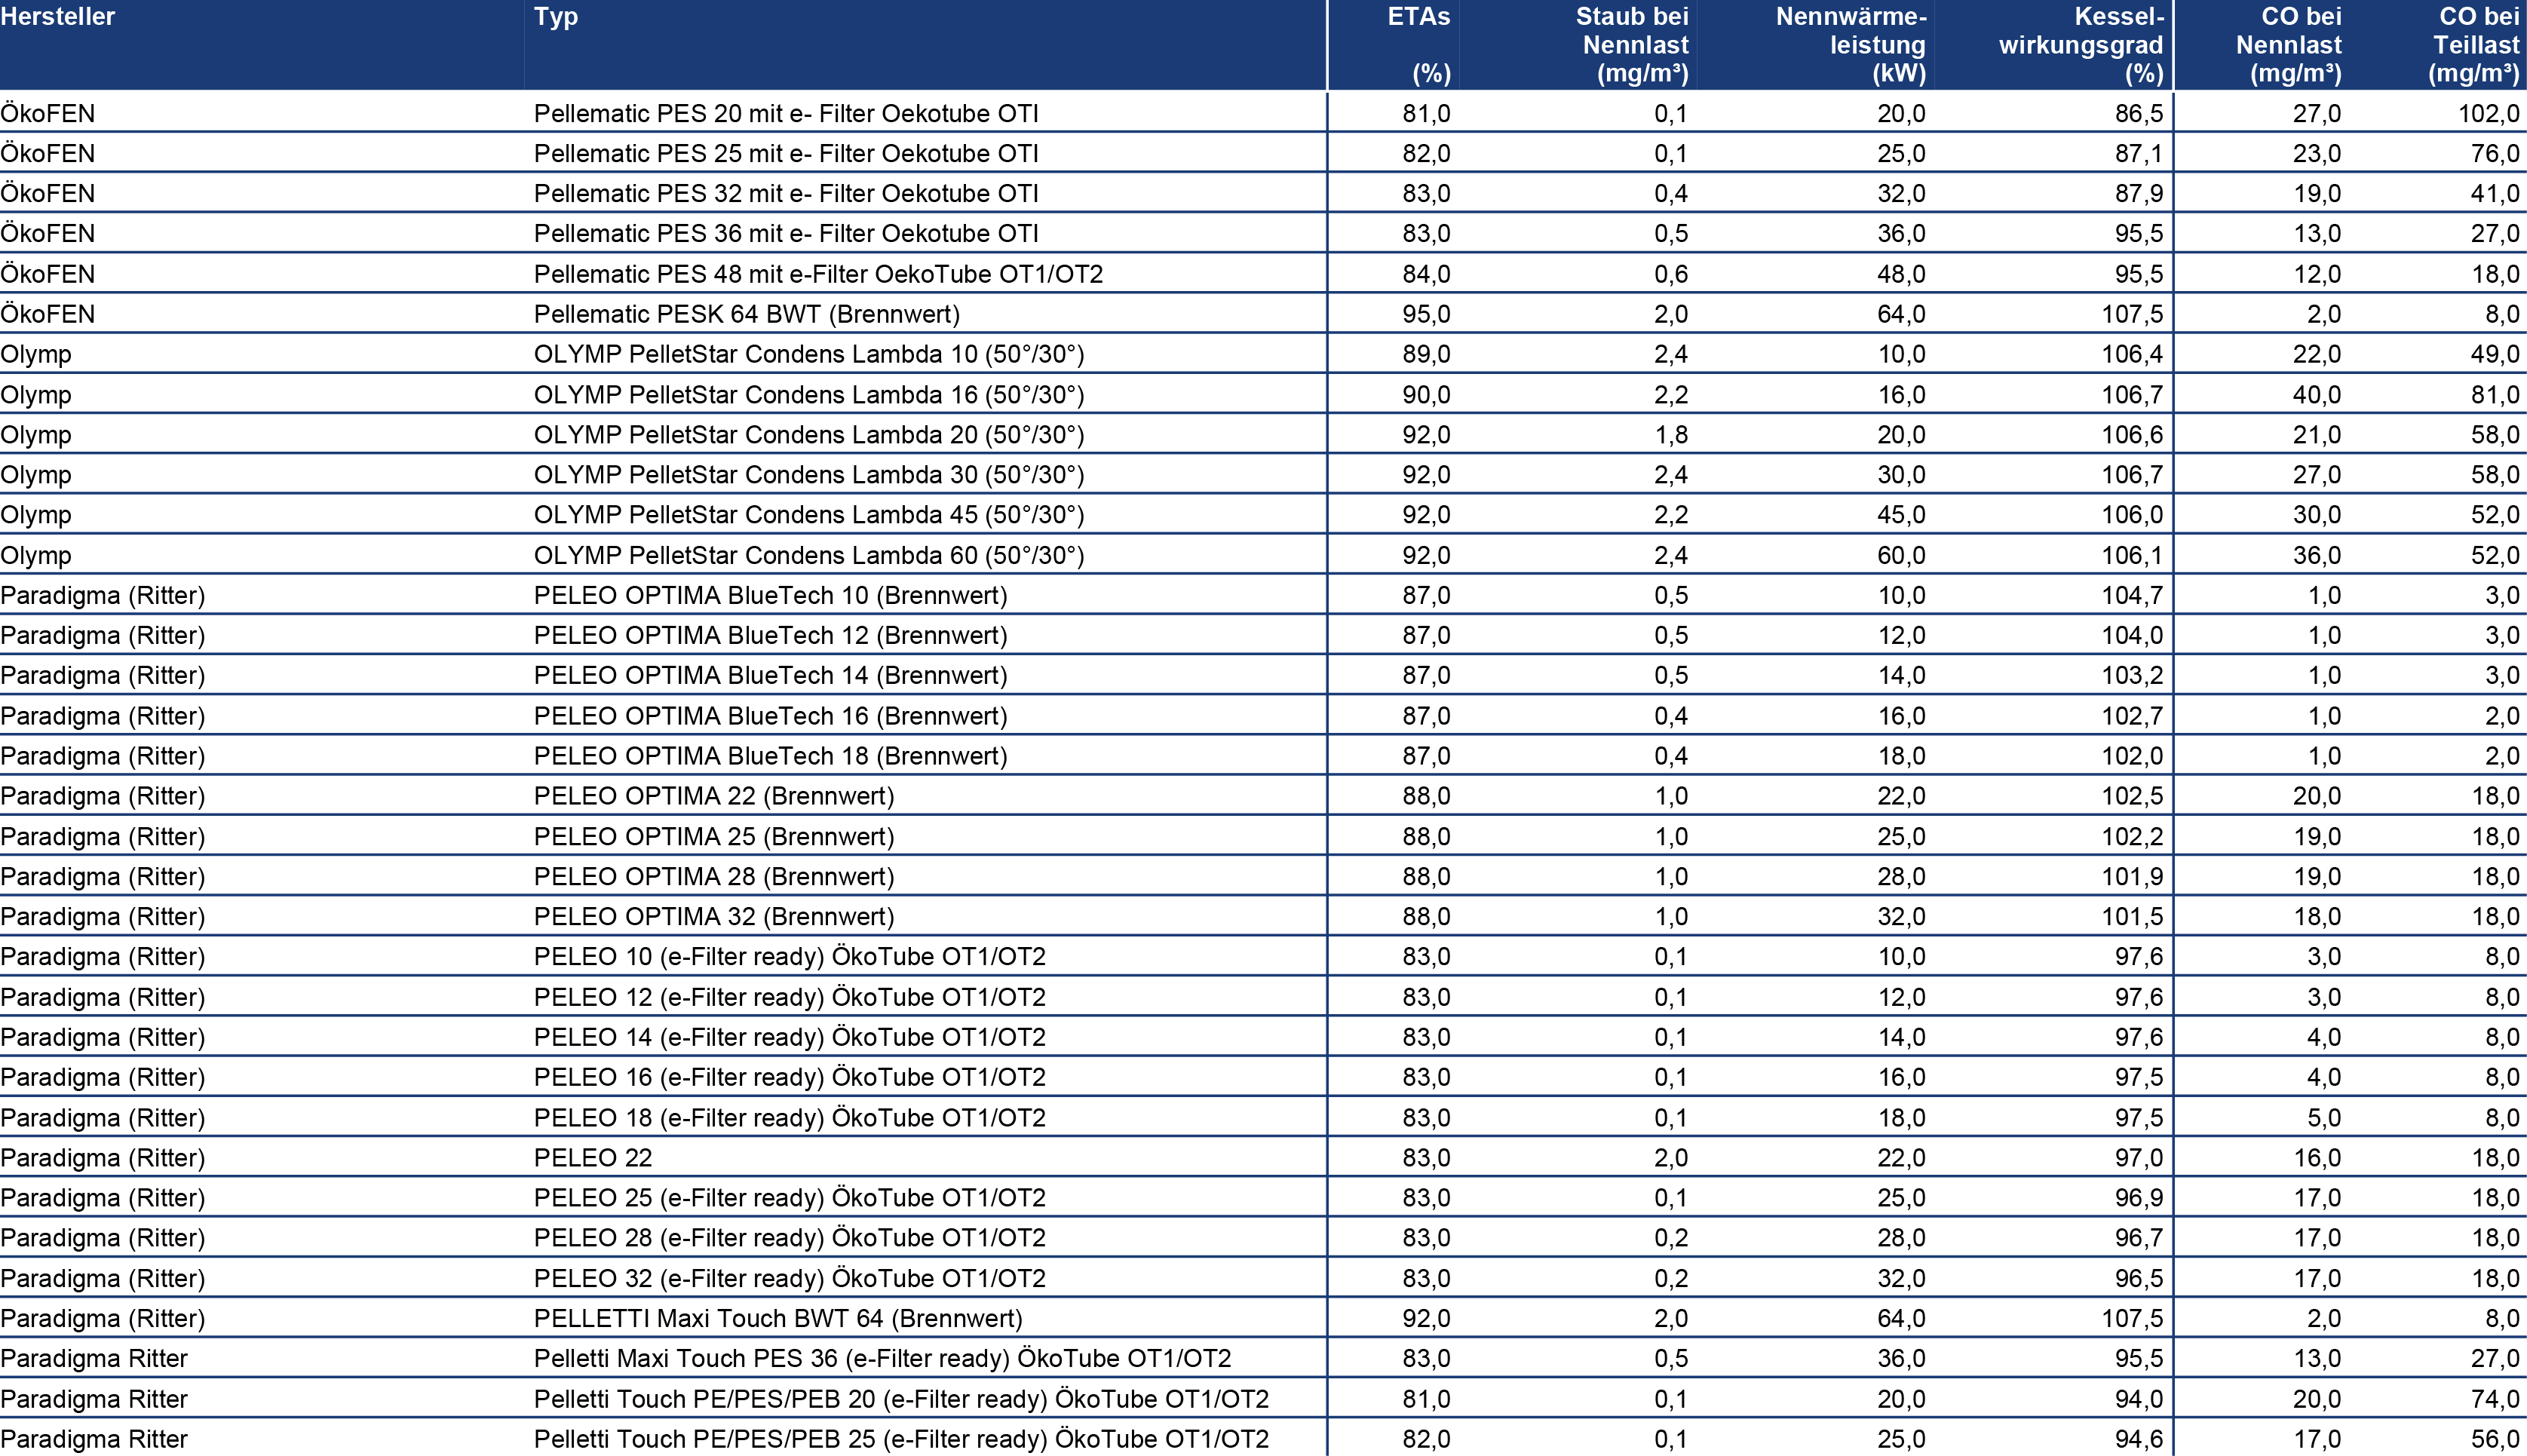 Hersteller Typ ETAs Staub bei Nennwärme- Kessel- CO bei CO bei
Nennlast leistung wirkungsgrad Nennlast Teillast
(%) (mg/m³) (kW) (%) (mg/m³) (mg/m³)
ÖkoFEN Pellematic PES 20 mit e- Filter Oekotube OTI 81,0 0,1 20,0 86,5 27,0 102,0
ÖkoFEN Pellematic PES 25 mit e- Filter Oekotube OTI 82,0 0,1 25,0 87,1 23,0 76,0
ÖkoFEN Pellematic PES 32 mit e- Filter Oekotube OTI 83,0 0,4 32,0 87,9 19,0 41,0
ÖkoFEN Pellematic PES 36 mit e- Filter Oekotube OTI 83,0 0,5 36,0 95,5 13,0 27,0
ÖkoFEN Pellematic PES 48 mit e-Filter OekoTube OT1/OT2 84,0 0,6 48,0 95,5 12,0 18,0
ÖkoFEN Pellematic PESK 64 BWT (Brennwert) 95,0 2,0 64,0 107,5 2,0 8,0
Olymp OLYMP PelletStar Condens Lambda 10 (50°/30°) 89,0 2,4 10,0 106,4 22,0 49,0
Olymp OLYMP PelletStar Condens Lambda 16 (50°/30°) 90,0 2,2 16,0 106,7 40,0 81,0
Olymp OLYMP PelletStar Condens Lambda 20 (50°/30°) 92,0 1,8 20,0 106,6 21,0 58,0
Olymp OLYMP PelletStar Condens Lambda 30 (50°/30°) 92,0 2,4 30,0 106,7 27,0 58,0
Olymp OLYMP PelletStar Condens Lambda 45 (50°/30°) 92,0 2,2 45,0 106,0 30,0 52,0
Olymp OLYMP PelletStar Condens Lambda 60 (50°/30°) 92,0 2,4 60,0 106,1 36,0 52,0
Paradigma (Ritter) PELEO OPTIMA BlueTech 10 (Brennwert) 87,0 0,5 10,0 104,7 1,0 3,0
Paradigma (Ritter) PELEO OPTIMA BlueTech 12 (Brennwert) 87,0 0,5 12,0 104,0 1,0 3,0
Paradigma (Ritter) PELEO OPTIMA BlueTech 14 (Brennwert) 87,0 0,5 14,0 103,2 1,0 3,0
Paradigma (Ritter) PELEO OPTIMA BlueTech 16 (Brennwert) 87,0 0,4 16,0 102,7 1,0 2,0
Paradigma (Ritter) PELEO OPTIMA BlueTech 18 (Brennwert) 87,0 0,4 18,0 102,0 1,0 2,0
Paradigma (Ritter) PELEO OPTIMA 22 (Brennwert) 88,0 1,0 22,0 102,5 20,0 18,0
Paradigma (Ritter) PELEO OPTIMA 25 (Brennwert) 88,0 1,0 25,0 102,2 19,0 18,0
Paradigma (Ritter) PELEO OPTIMA 28 (Brennwert) 88,0 1,0 28,0 101,9 19,0 18,0
Paradigma (Ritter) PELEO OPTIMA 32 (Brennwert) 88,0 1,0 32,0 101,5 18,0 18,0
Paradigma (Ritter) PELEO 10 (e-Filter ready) ÖkoTube OT1/OT2 83,0 0,1 10,0 97,6 3,0 8,0
Paradigma (Ritter) PELEO 12 (e-Filter ready) ÖkoTube OT1/OT2 83,0 0,1 12,0 97,6 3,0 8,0
Paradigma (Ritter) PELEO 14 (e-Filter ready) ÖkoTube OT1/OT2 83,0 0,1 14,0 97,6 4,0 8,0
Paradigma (Ritter) PELEO 16 (e-Filter ready) ÖkoTube OT1/OT2 83,0 0,1 16,0 97,5 4,0 8,0
Paradigma (Ritter) PELEO 18 (e-Filter ready) ÖkoTube OT1/OT2 83,0 0,1 18,0 97,5 5,0 8,0
Paradigma (Ritter) PELEO 22 83,0 2,0 22,0 97,0 16,0 18,0
Paradigma (Ritter) PELEO 25 (e-Filter ready) ÖkoTube OT1/OT2 83,0 0,1 25,0 96,9 17,0 18,0
Paradigma (Ritter) PELEO 28 (e-Filter ready) ÖkoTube OT1/OT2 83,0 0,2 28,0 96,7 17,0 18,0
Paradigma (Ritter) PELEO 32 (e-Filter ready) ÖkoTube OT1/OT2 83,0 0,2 32,0 96,5 17,0 18,0
Paradigma (Ritter) PELLETTI Maxi Touch BWT 64 (Brennwert) 92,0 2,0 64,0 107,5 2,0 8,0
Paradigma Ritter Pelletti Maxi Touch PES 36 (e-Filter ready) ÖkoTube OT1/OT2 83,0 0,5 36,0 95,5 13,0 27,0
Paradigma Ritter Pelletti Touch PE/PES/PEB 20 (e-Filter ready) ÖkoTube OT1/OT2 81,0 0,1 20,0 94,0 20,0 74,0
Paradigma Ritter Pelletti Touch PE/PES/PEB 25 (e-Filter ready) ÖkoTube OT1/OT2 82,0 0,1 25,0 94,6 17,0 56,0